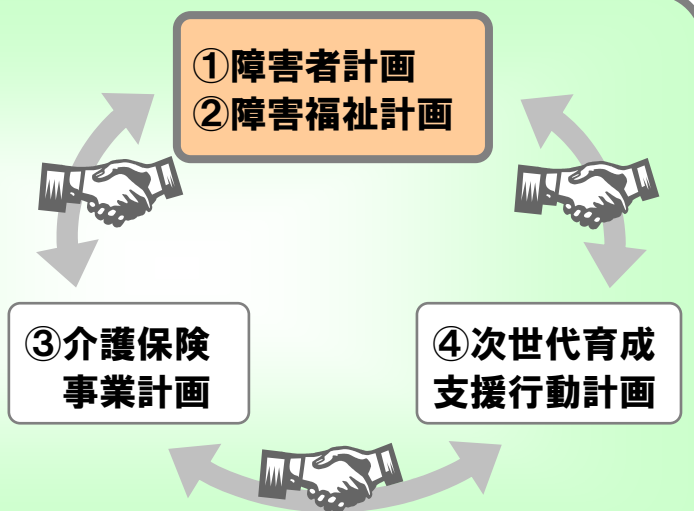 ①障害者計画
②障害福祉計画
③介護保険
事業計画
④次世代育成
支援行動計画